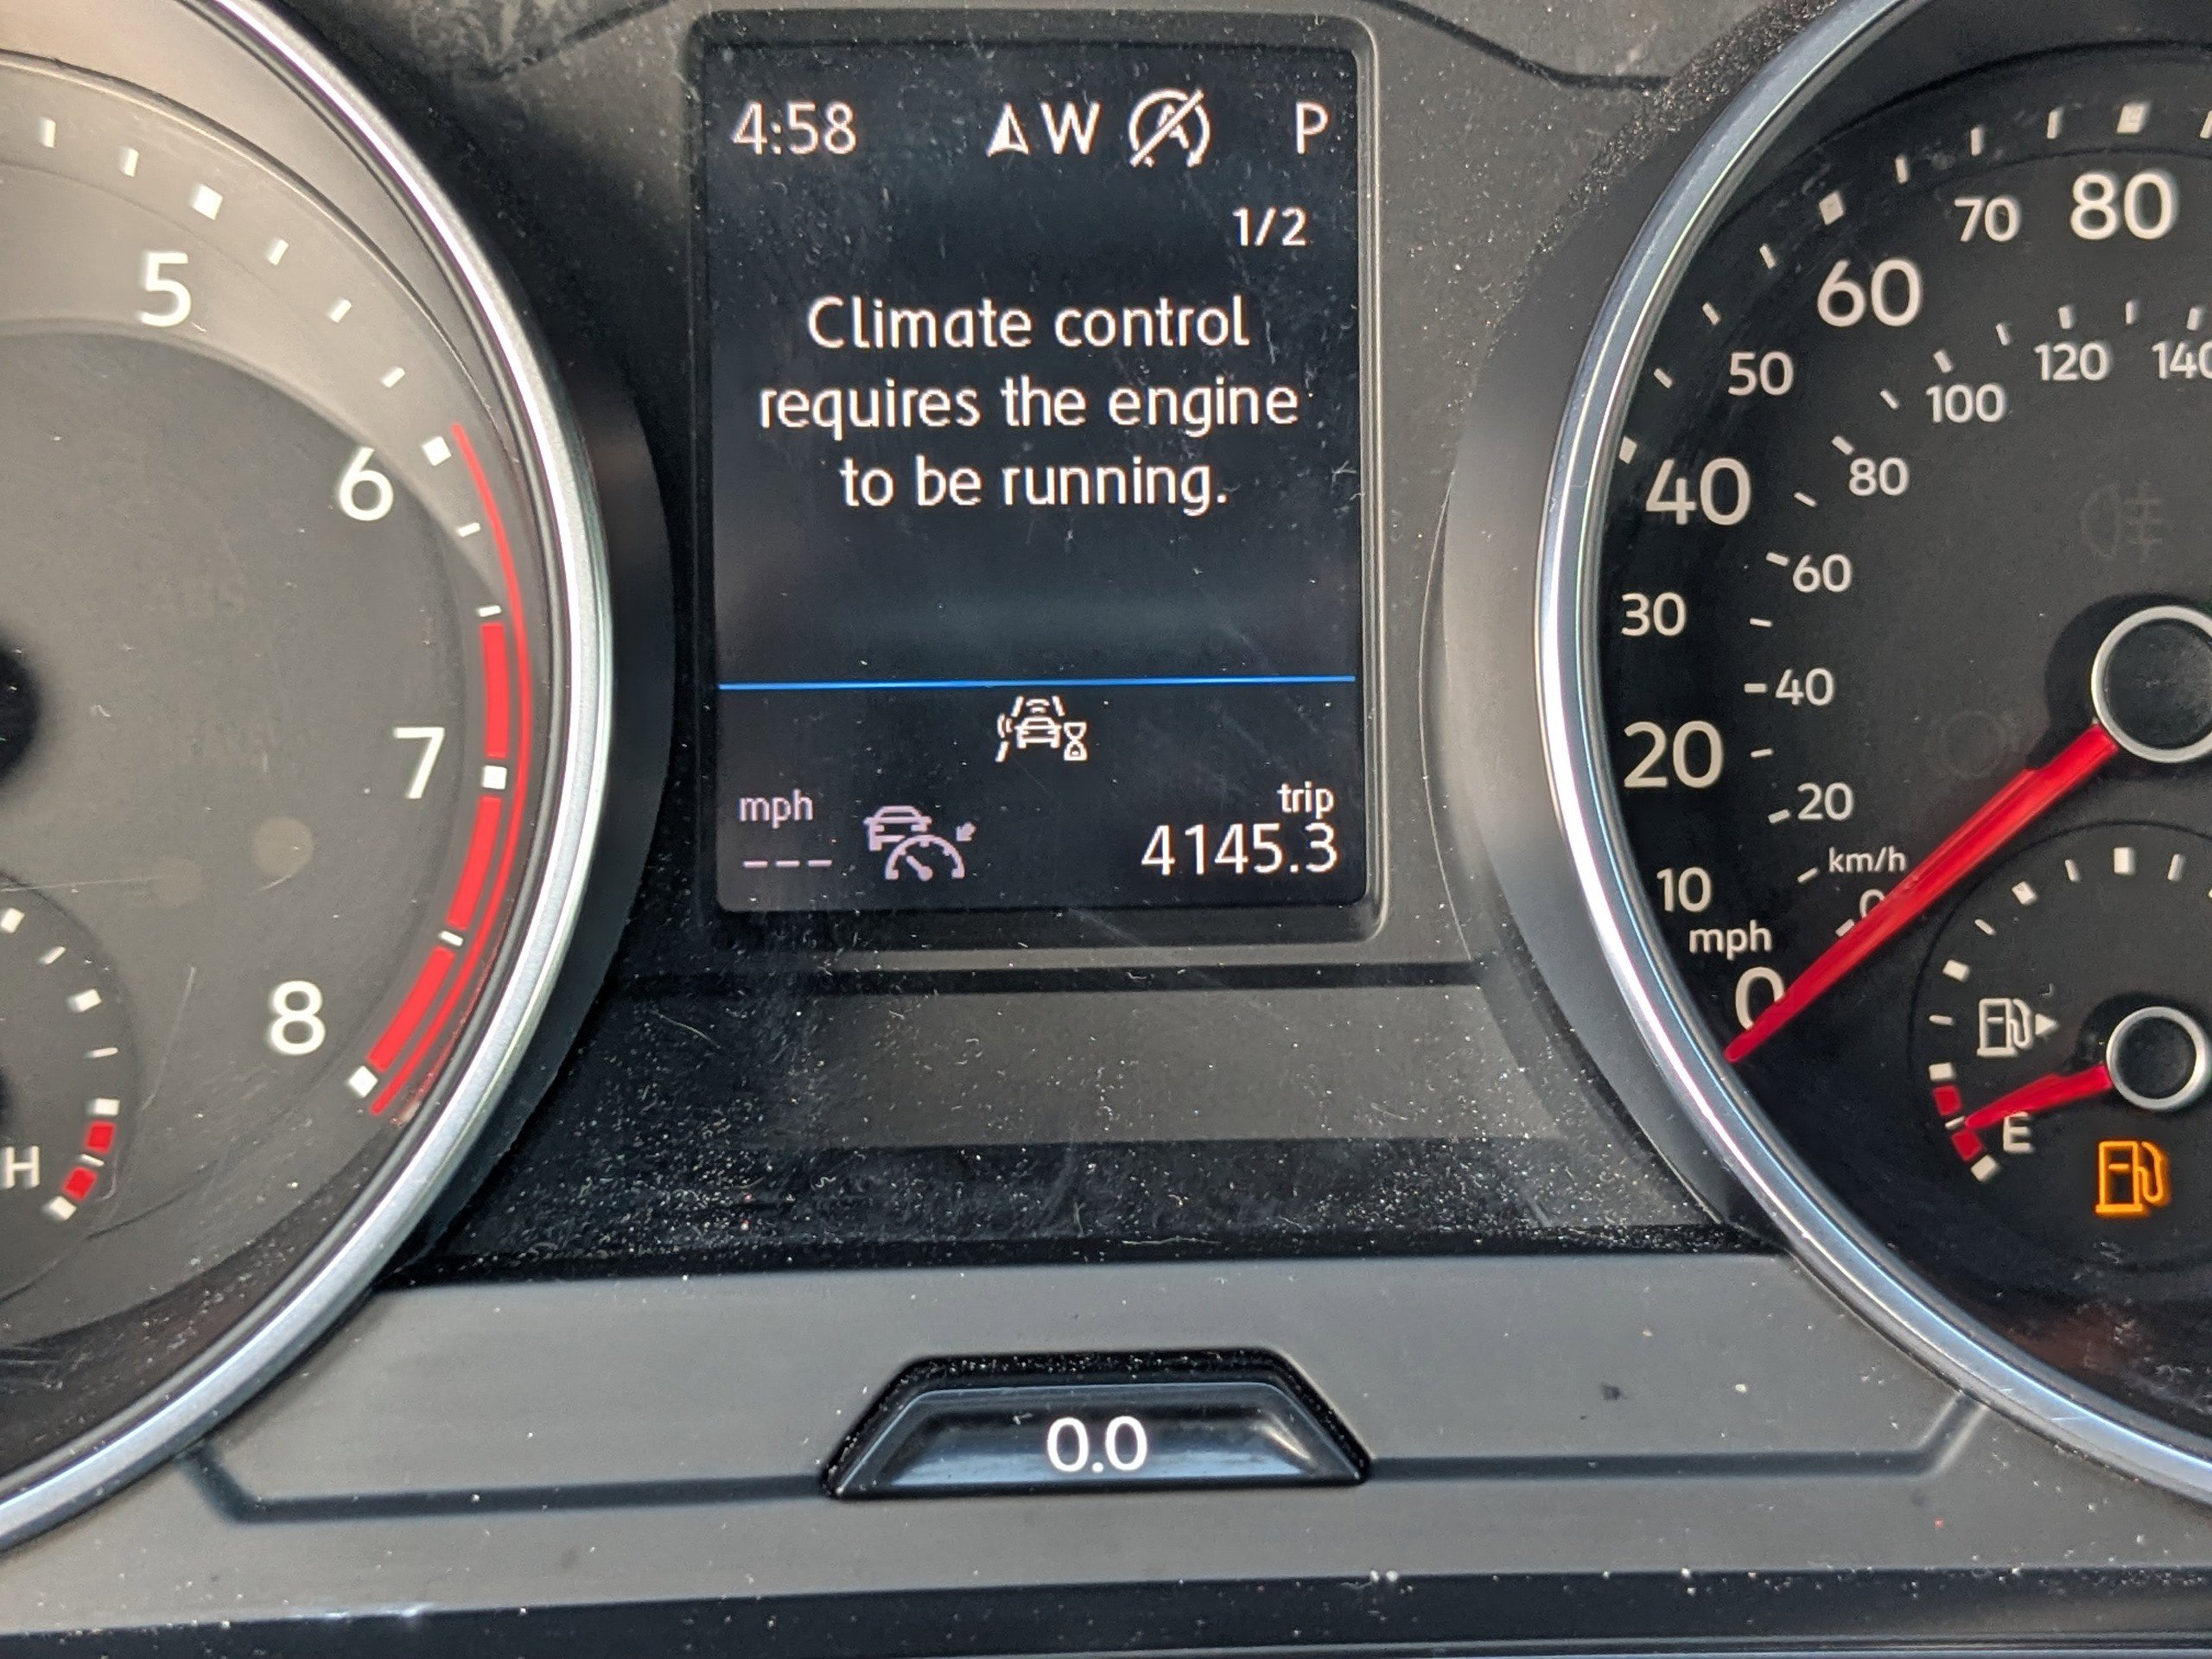 4:58 W P
1/2
Climate control
requires the engine
to be running.
mph
---
trip
4145.3
5
6
7
8
H
80
70
60
50
40
30
20
10
mph
0
140
120
100
80
60
40
20
km/h
0
E
0.0